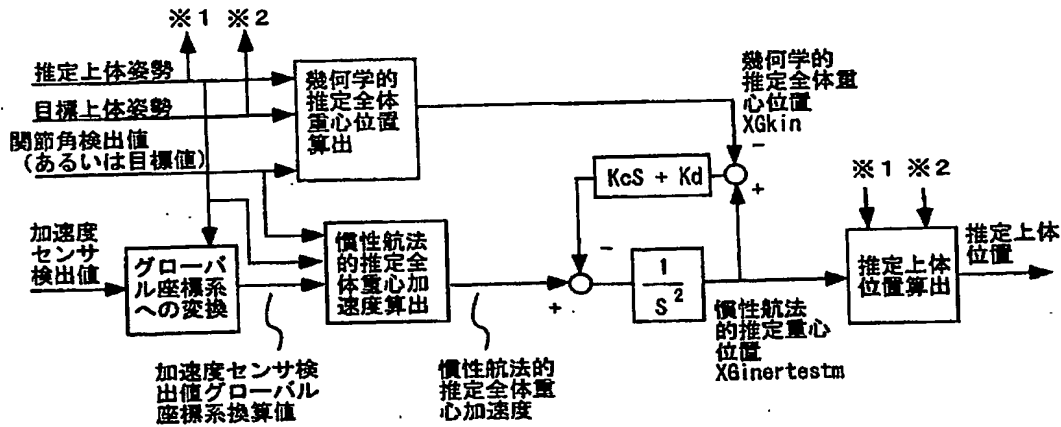 ※1 ※2
推定上体姿勢
目標上体姿勢
関節角検出値
(あるいは目標値)
幾何学的
推定全体
重心位置
算出
幾何学的
推定全体重
心位置
XGkin
KcS + Kd
-
+
※1 ※2
加速度
センサ
検出値
グローバ
ル座標系
への変換
慣性航法
的推定全
体重心加
速度算出
+
-
1
S2
推定上体
位置算出
推定上体
位置
加速度センサ検
出値グローバル
座標系換算値
慣性航法的
推定全体重
心加速度
慣性航法
的推定重心
位置
XGinertestm